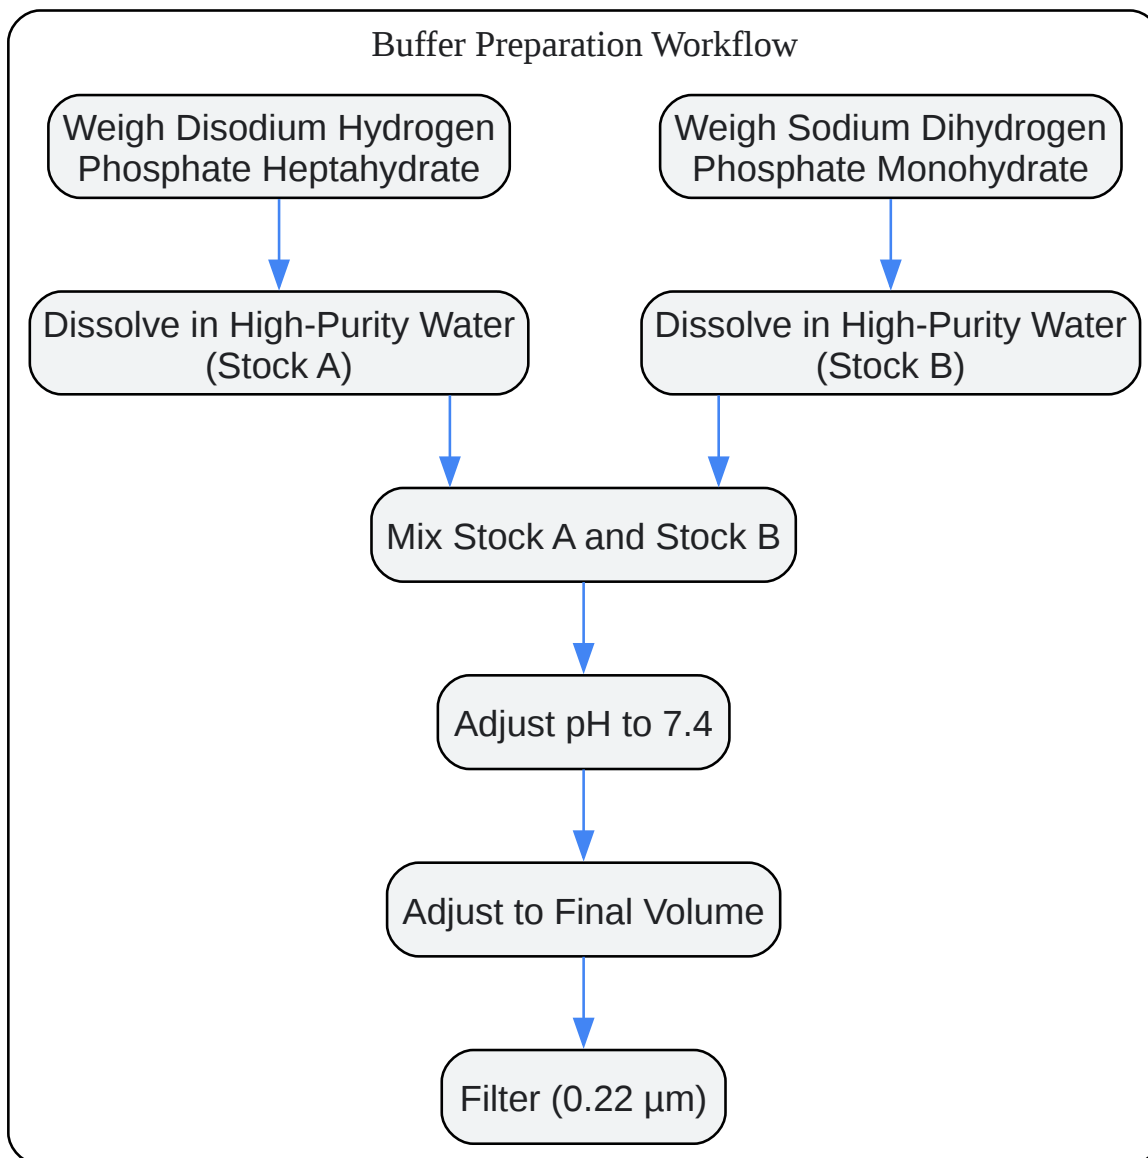 Buffer Preparation Workflow
Weigh Disodium Hydrogen
Phosphate Heptahydrate
Weigh Sodium Dihydrogen
Phosphate Monohydrate
Dissolve in High-Purity Water
(Stock A)
Dissolve in High-Purity Water
(Stock B)
Mix Stock A and Stock B
Adjust pH to 7.4
Adjust to Final Volume
Filter (0.22 µm)